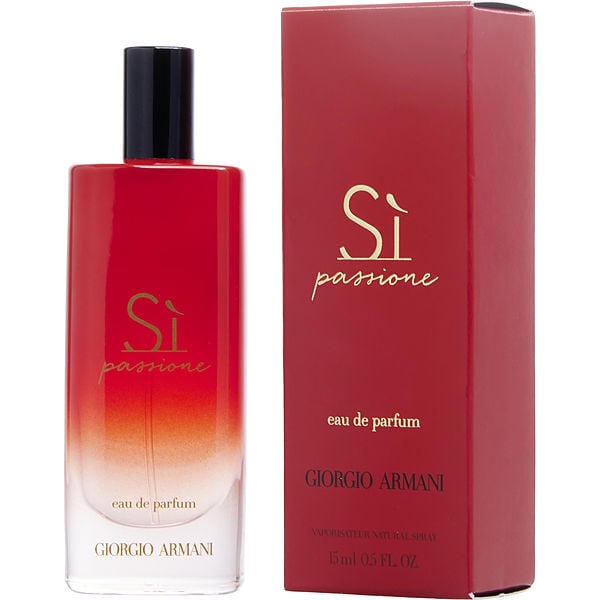 Sì
passione
eau de parfum
GIORGIO ARMANI
Sì
passione
eau de parfum
GIORGIO ARMANI
VAPORISATEUR NATURAL SPRAY
15 ml 0.5 FL. OZ.